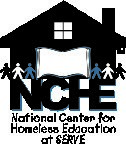 NCHE
National Center for
Homeless Education
at SERVE